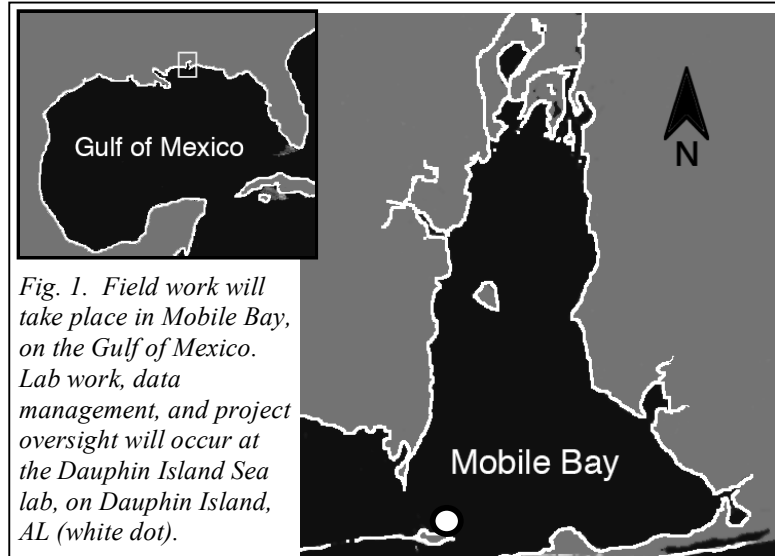 Gulf of Mexico
Fig. 1. Field work will
take place in Mobile Bay,
on the Gulf of Mexico.
Lab work, data
management, and project
oversight will occur at
the Dauphin Island Sea
lab, on Dauphin Island,
AL (white dot).
N
Mobile Bay